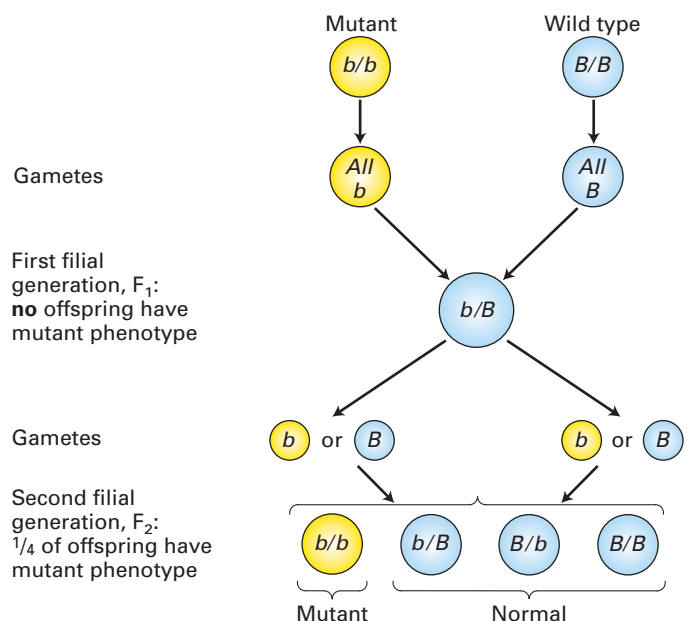 Mutant Wild type
b/b B/B
Gametes
All
b
All
B
First filial
generation, F₁:
no offspring have
mutant phenotype
b/B
Gametes
b or B b or B
Second filial
generation, F₂:
1/4 of offspring have
mutant phenotype
b/b b/B B/b B/B
Mutant Normal